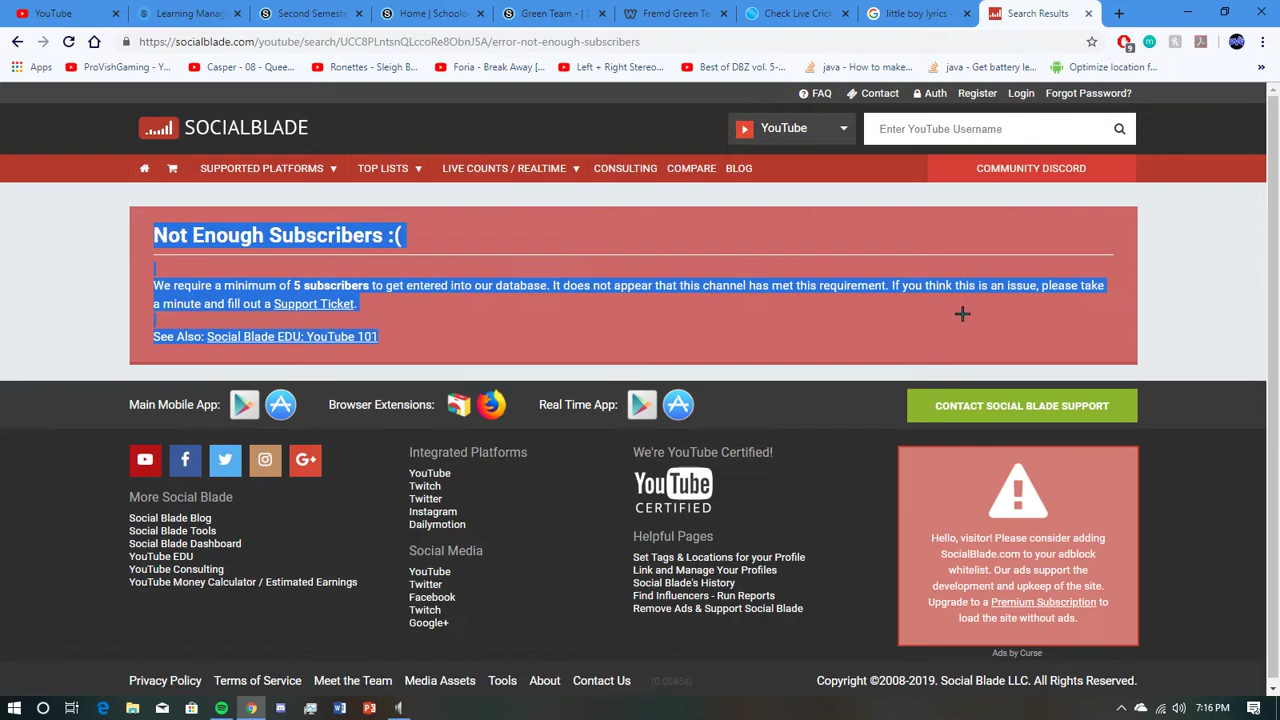 YouTube
Learning Manag
Second Semeste
Home | Schoolo
Green Team - | S
Fremd Green Te
Check Live Crick
little boy lyrics -
Search Results
https://socialblade.com/youtube/search/UCC8PLntsnQLccoRe8ObnJ5A/error-not-enough-subscribers
9
Apps
ProVishGaming - Y...
Casper - 08 - Quee...
Ronettes - Sleigh B...
Foria - Break Away [...
Left + Right Stereo...
Best of DBZ vol. 5-...
java - How to make...
java - Get battery le...
Optimize location f...
FAQ
Contact
Auth
Register
Login
Forgot Password?
SOCIALBLADE
YouTube
Enter YouTube Username
SUPPORTED PLATFORMS
TOP LISTS
LIVE COUNTS / REALTIME
CONSULTING
COMPARE
BLOG
COMMUNITY DISCORD
Not Enough Subscribers :(
We require a minimum of 5 subscribers to get entered into our database. It does not appear that this channel has met this requirement. If you think this is an issue, please take
a minute and fill out a Support Ticket.
See Also: Social Blade EDU: YouTube 101
Main Mobile App:
Browser Extensions:
Real Time App:
CONTACT SOCIAL BLADE SUPPORT
More Social Blade
Social Blade Blog
Social Blade Tools
Social Blade Dashboard
YouTube EDU
YouTube Consulting
YouTube Money Calculator / Estimated Earnings
Integrated Platforms
YouTube
Twitch
Twitter
Instagram
Dailymotion
Social Media
YouTube
Twitter
Facebook
Twitch
Google+
We're YouTube Certified!
YouTube
CERTIFIED
Helpful Pages
Set Tags & Locations for your Profile
Link and Manage Your Profiles
Social Blade's History
Find Influencers - Run Reports
Remove Ads & Support Social Blade
Hello, visitor! Please consider adding
SocialBlade.com to your adblock
whitelist. Our ads support the
development and upkeep of the site.
Upgrade to a Premium Subscription to
load the site without ads.
Ads by Curse
Privacy Policy
Terms of Service
Meet the Team
Media Assets
Tools
About
Contact Us
(0.0045s)
Copyright ©2008-2019. Social Blade LLC. All Rights Reserved.
7:16 PM